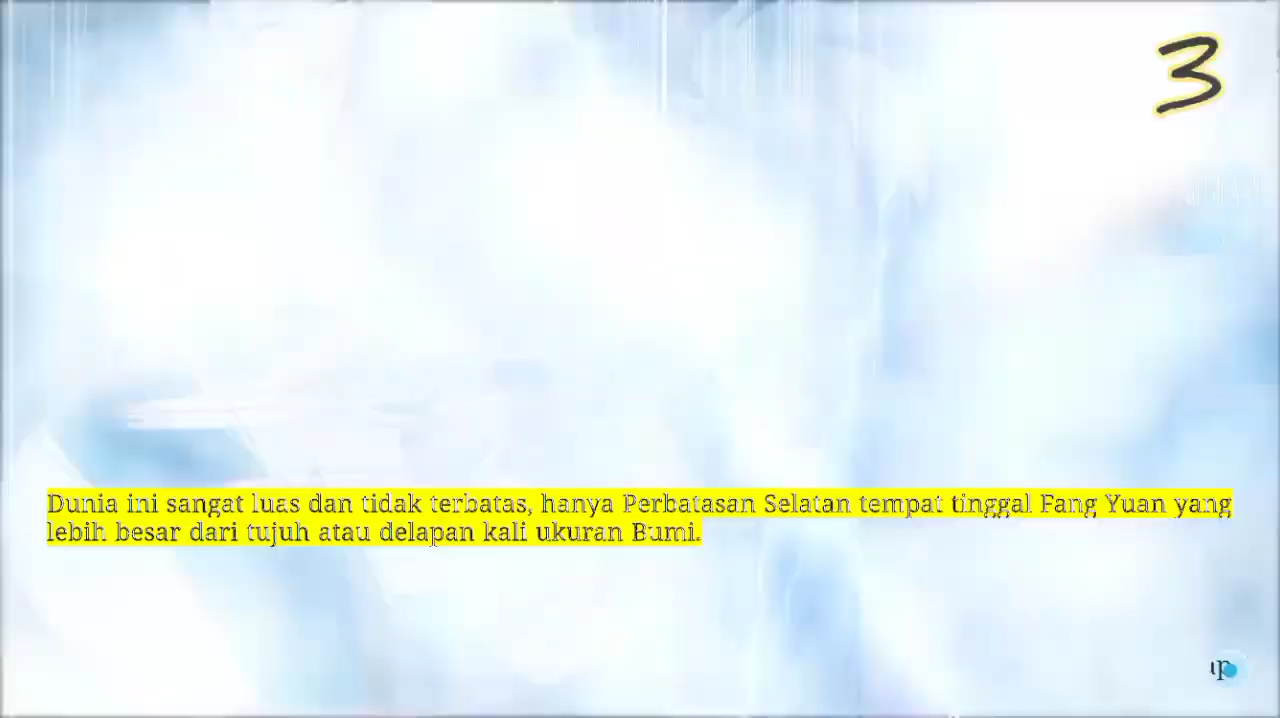 3
Dunia ini sangat luas dan tidak terbatas, hanya Perbatasan Selatan tempat tinggal Fang Yuan yang
lebih besar dari tujuh atau delapan kali ukuran Bumi.